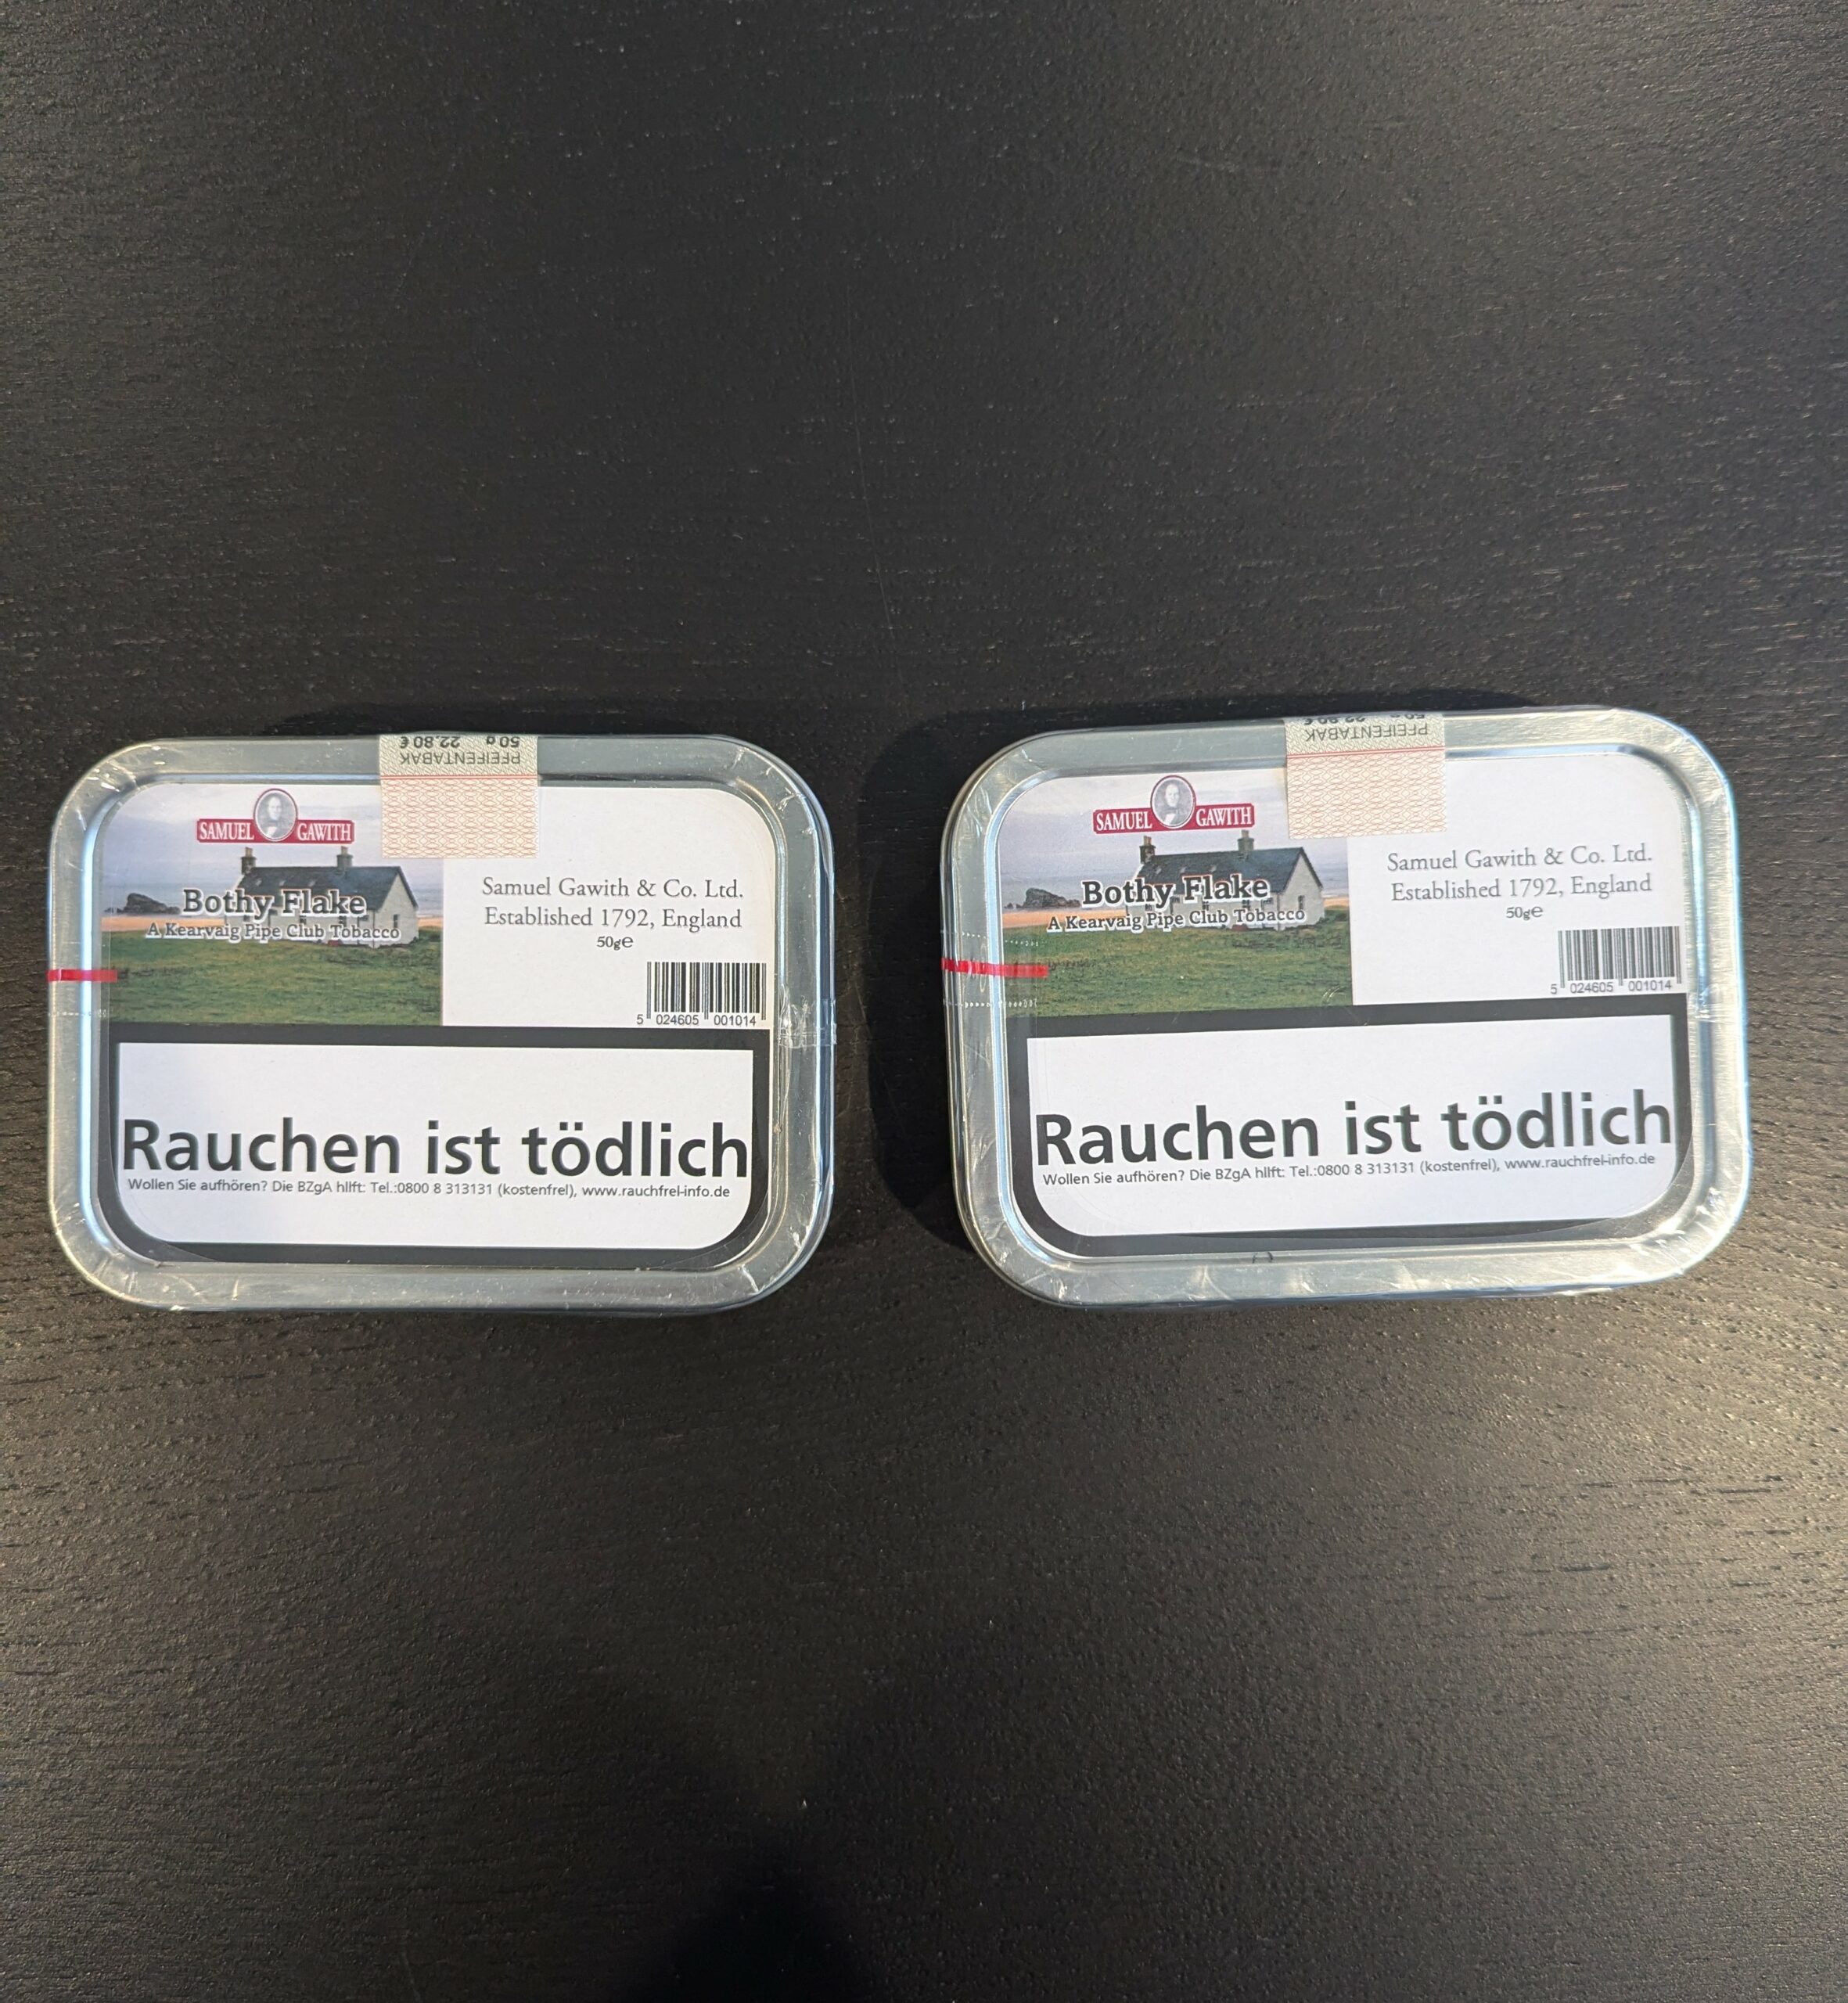 50 g 22,80 €
PFEIFENTABAK
SAMUEL GAWITH
Bothy Flake
A Kearvaig Pipe Club Tobacco
Samuel Gawith & Co. Ltd.
Established 1792, England
50g℮
5 024605 001014
Rauchen ist tödlich
Wollen Sie aufhören? Die BZgA hilft: Tel.:0800 8 313131 (kostenfrei), www.rauchfrei-info.de
50 g 22,80 €
PFEIFENTABAK
SAMUEL GAWITH
Bothy Flake
A Kearvaig Pipe Club Tobacco
Samuel Gawith & Co. Ltd.
Established 1792, England
50g℮
5 024605 001014
Rauchen ist tödlich
Wollen Sie aufhören? Die BZgA hilft: Tel.:0800 8 313131 (kostenfrei), www.rauchfrei-info.de